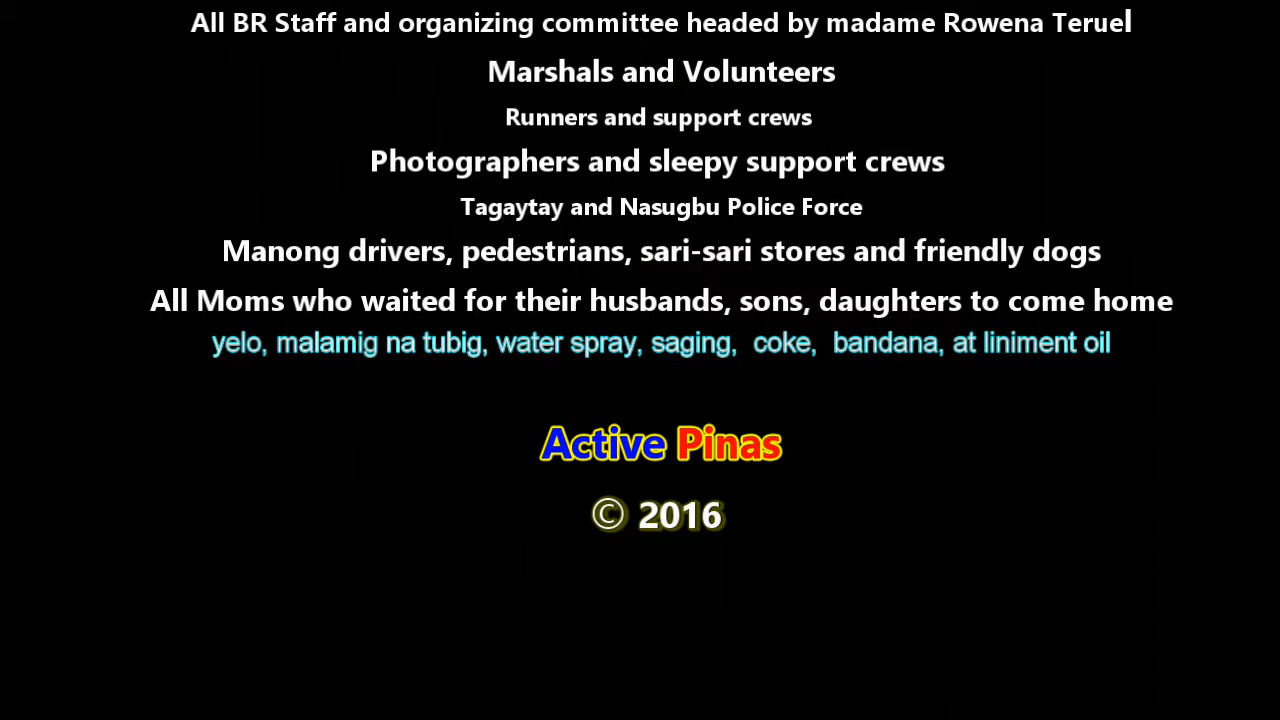 All BR Staff and organizing committee headed by madame Rowena Teruel
Marshals and Volunteers
Runners and support crews
Photographers and sleepy support crews
Tagaytay and Nasugbu Police Force
Manong drivers, pedestrians, sari-sari stores and friendly dogs
All Moms who waited for their husbands, sons, daughters to come home
yelo, malamig na tubig, water spray, saging, coke, bandana, at liniment oil
Active Pinas
© 2016